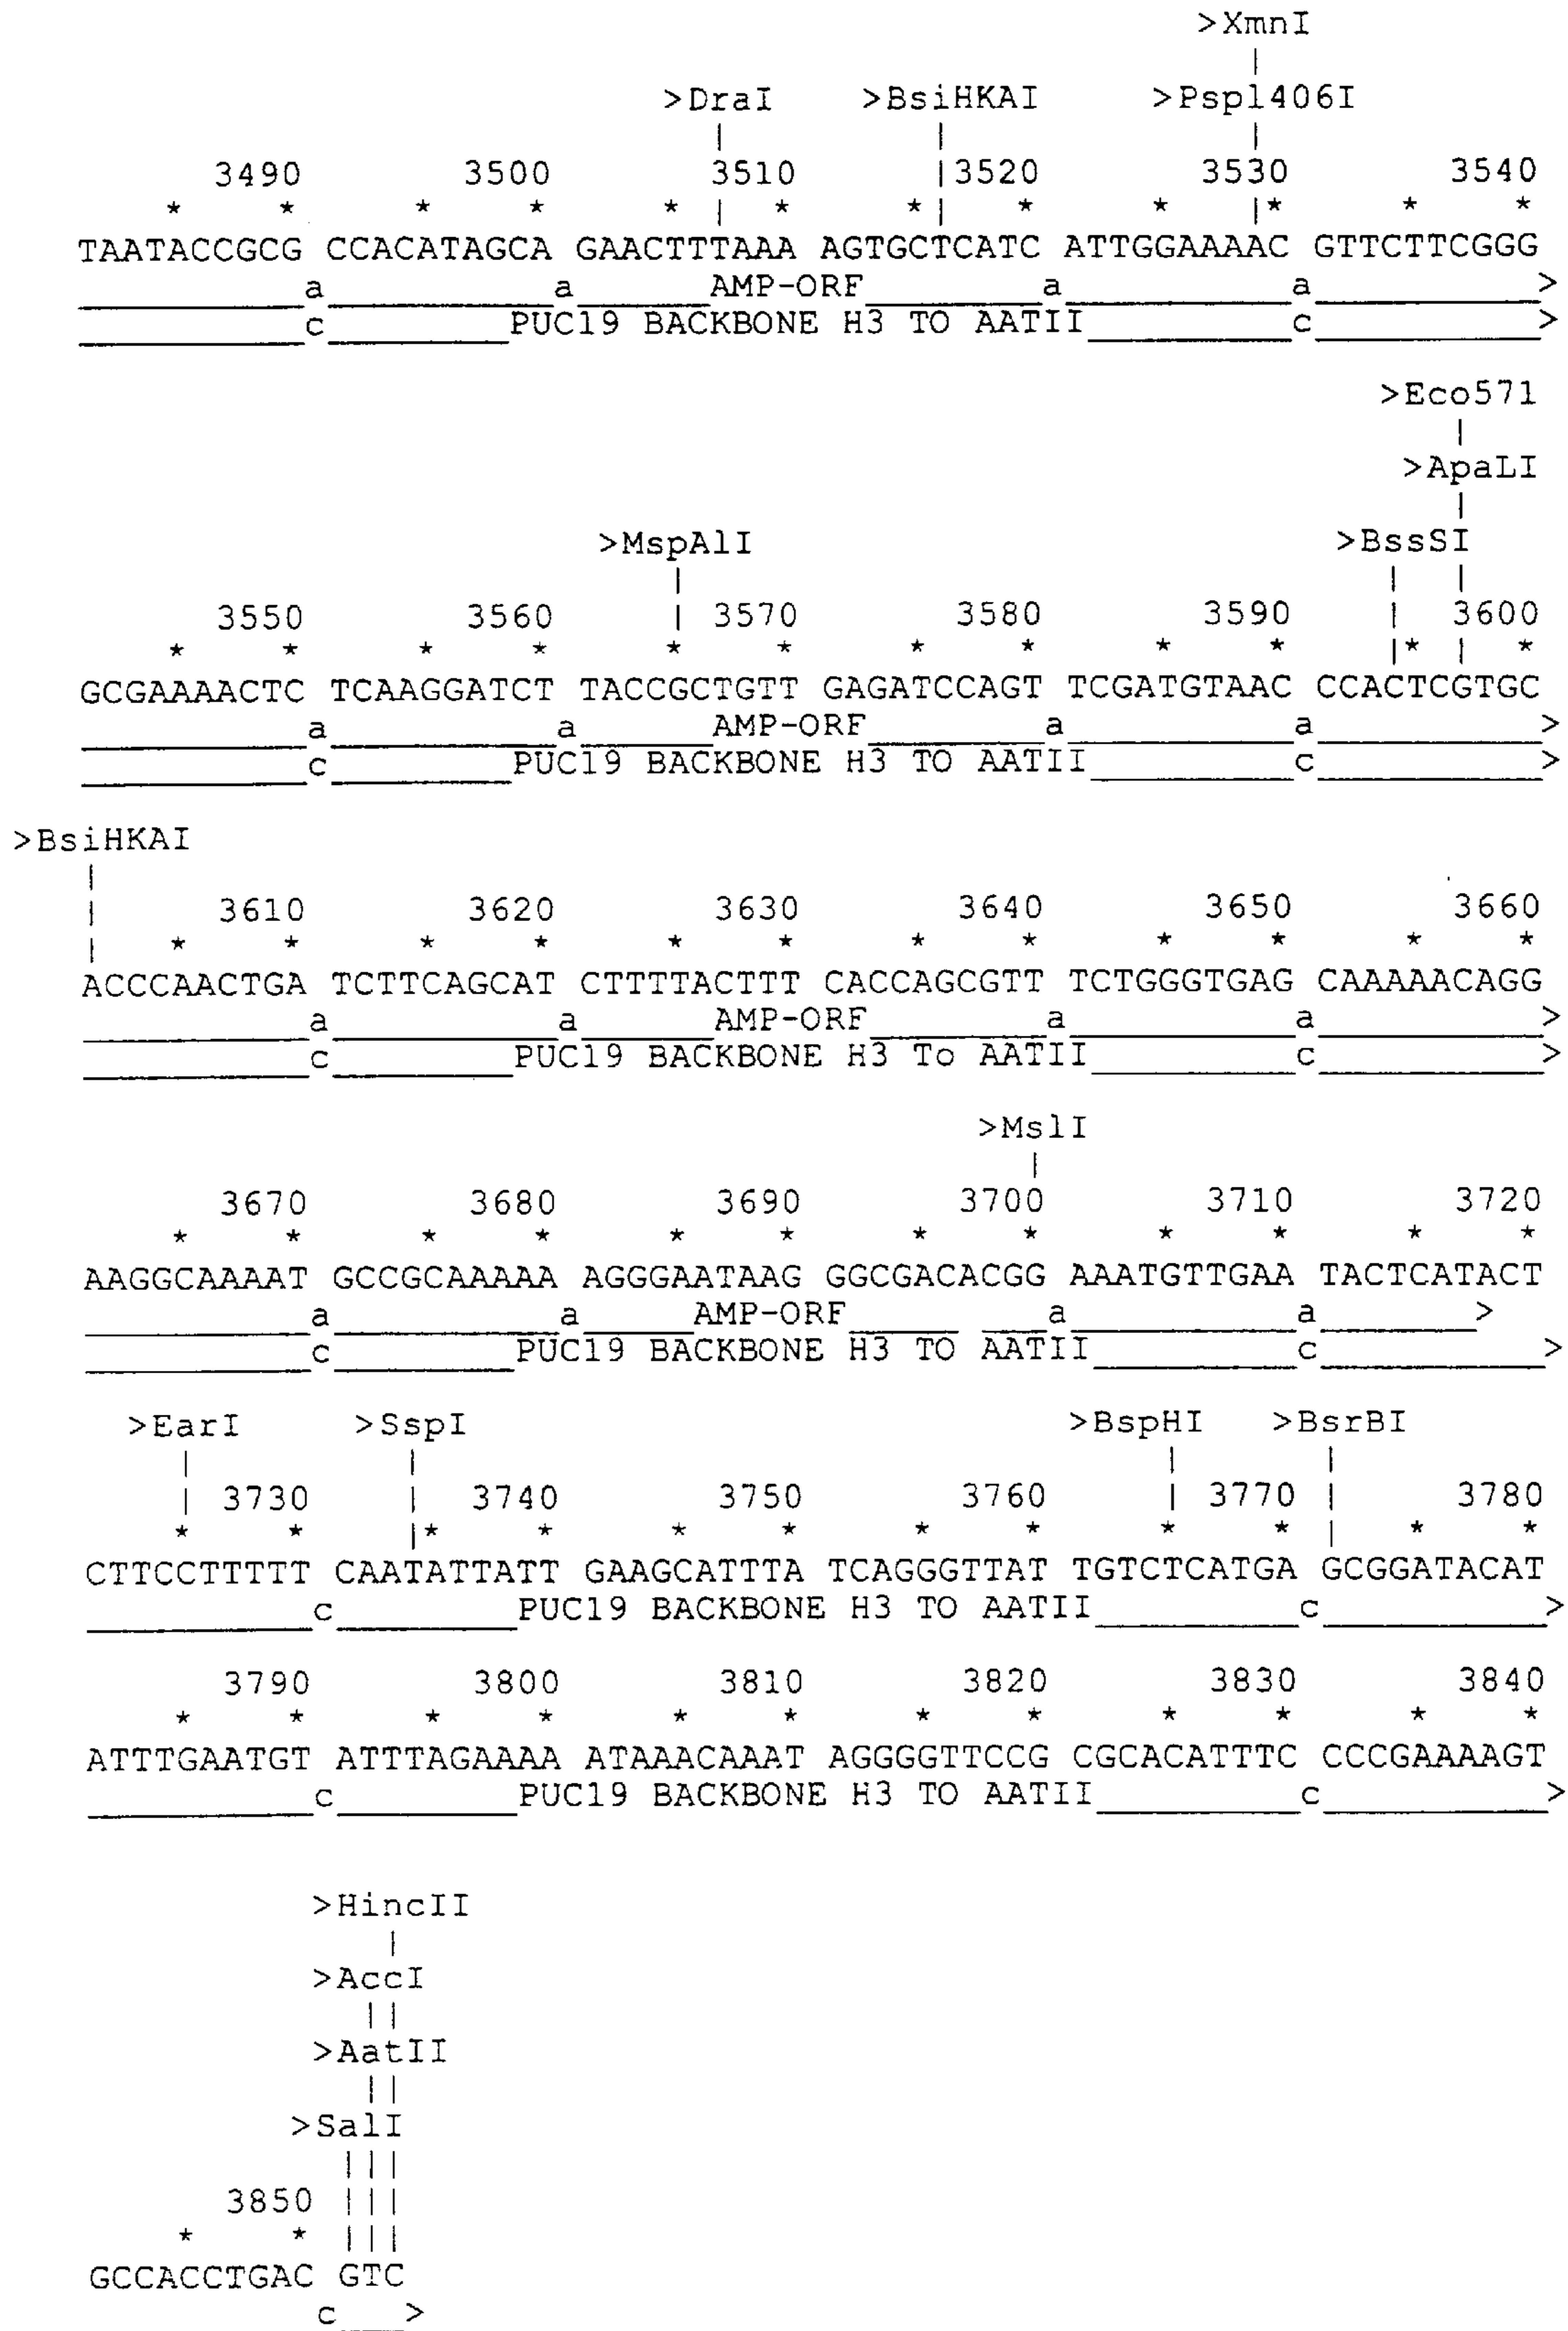 >XmnI
>DraI >BsiHKAI >Psp1406I
3490 3500 3510 3520 3530 3540
* * * * * * * * * * * *
TAATACCGCG CCACATAGCA GAACTTTAAA AGTGCTCATC ATTGGAAAAC GTTCTTCGGG
a a AMP-ORF a a >
c PUC19 BACKBONE H3 TO AATII c >
>Eco571
>ApaLI
>MspAlI >BssSI
3550 3560 3570 3580 3590 3600
* * * * * * * * * * * *
GCGAAAACTC TCAAGGATCT TACCGCTGTT GAGATCCAGT TCGATGTAAC CCACTCGTGC
a a AMP-ORF a a >
c PUC19 BACKBONE H3 TO AATII c >
>BsiHKAI
3610 3620 3630 3640 3650 3660
* * * * * * * * * * * *
ACCCAACTGA TCTTCAGCAT CTTTTACTTT CACCAGCGTT TCTGGGTGAG CAAAAACAGG
a a AMP-ORF a a >
c PUC19 BACKBONE H3 To AATII c >
>MslI
3670 3680 3690 3700 3710 3720
* * * * * * * * * * * *
AAGGCAAAAT GCCGCAAAAA AGGGAATAAG GGCGACACGG AAATGTTGAA TACTCATACT
a a AMP-ORF a a >
c PUC19 BACKBONE H3 TO AATII c >
>EarI >SspI >BspHI >BsrBI
3730 3740 3750 3760 3770 3780
* * * * * * * * * * * *
CTTCCTTTTT CAATATTATT GAAGCATTTA TCAGGGTTAT TGTCTCATGA GCGGATACAT
c PUC19 BACKBONE H3 TO AATII c >
3790 3800 3810 3820 3830 3840
* * * * * * * * * * * *
ATTTGAATGT ATTTAGAAAA ATAAACAAAT AGGGGTTCCG CGCACATTTC CCCGAAAAGT
c PUC19 BACKBONE H3 TO AATII c >
>HincII
>AccI
>AatII
>SalI
3850
* *
GCCACCTGAC GTC
c >